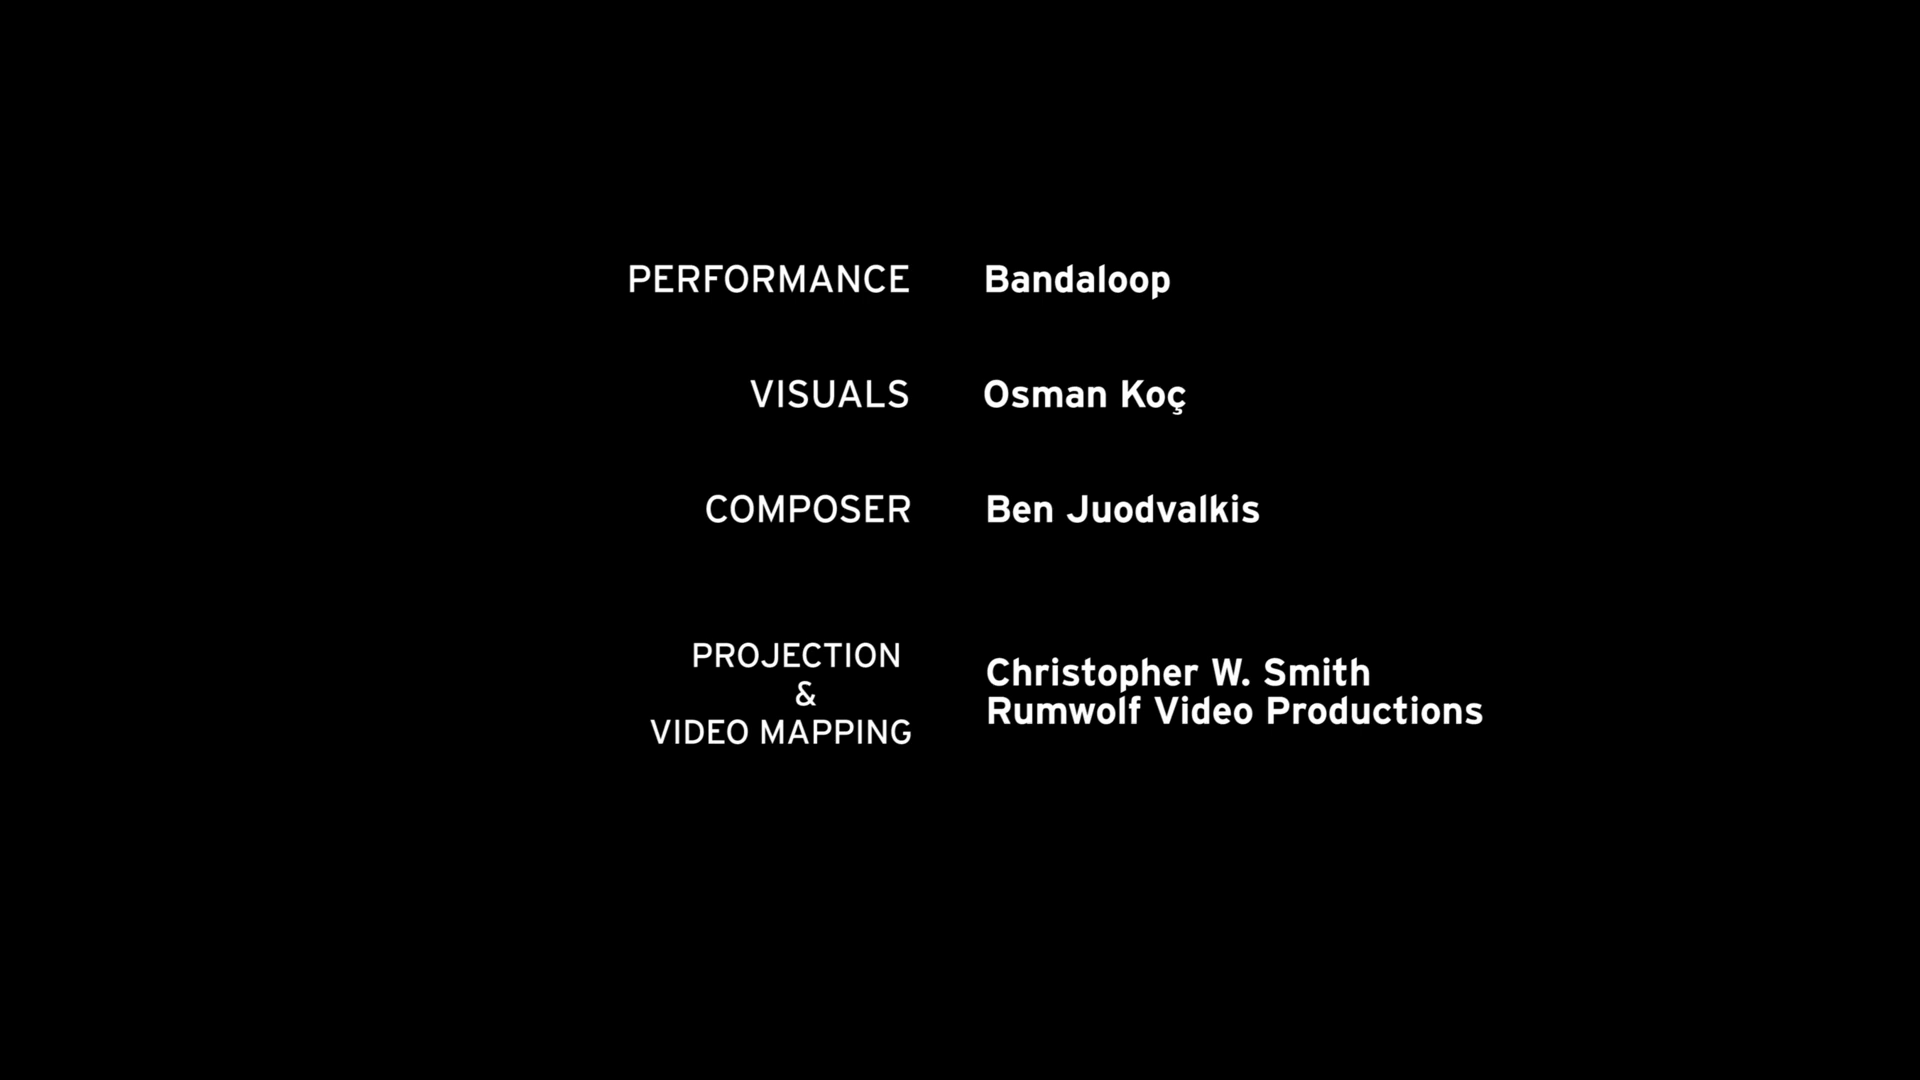 PERFORMANCE Bandaloop
VISUALS Osman Koç
COMPOSER Ben Juodvalkis
PROJECTION
&
VIDEO MAPPING
Christopher W. Smith
Rumwolf Video Productions